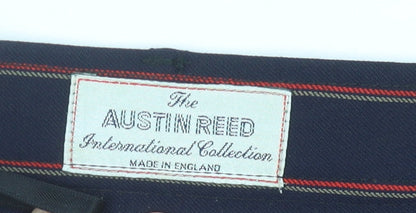 The
AUSTIN REED
International Collection
MADE IN ENGLAND